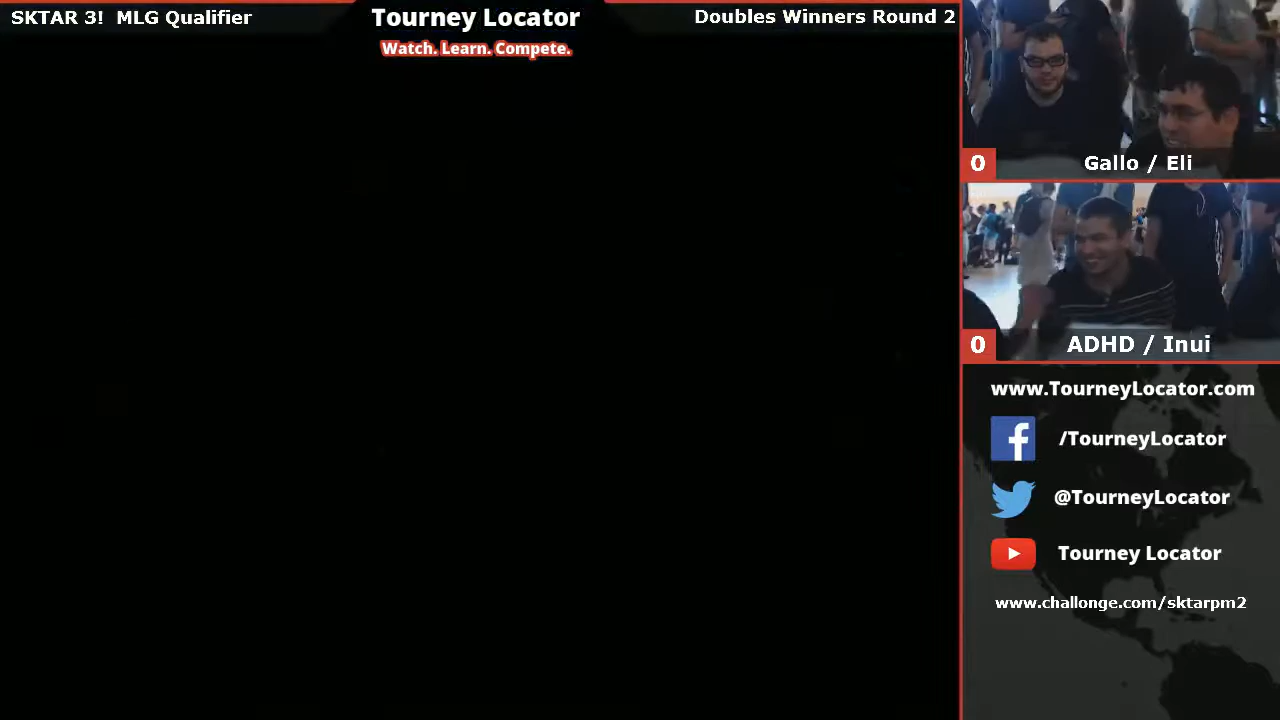 SKTAR 3!  MLG Qualifier
Tourney Locator
Watch. Learn. Compete.
Doubles Winners Round 2
0
Gallo / Eli
0
ADHD / Inui
www.TourneyLocator.com
/TourneyLocator
@TourneyLocator
Tourney Locator
www.challonge.com/sktarpm2